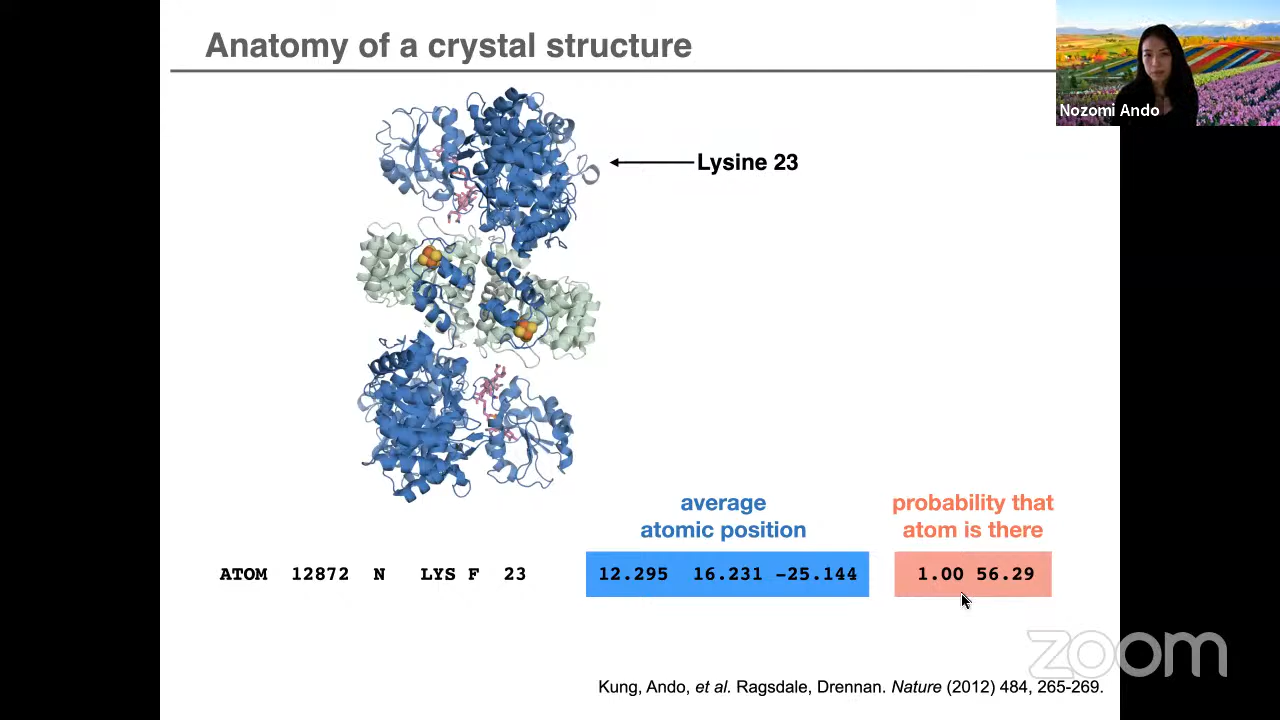 Anatomy of a crystal structure
Nozomi Ando
Lysine 23
average
atomic position
probability that
atom is there
ATOM 12872 N LYS F 23 12.295 16.231 -25.144 1.00 56.29
zoom
Kung, Ando, et al. Ragsdale, Drennan. Nature (2012) 484, 265-269.